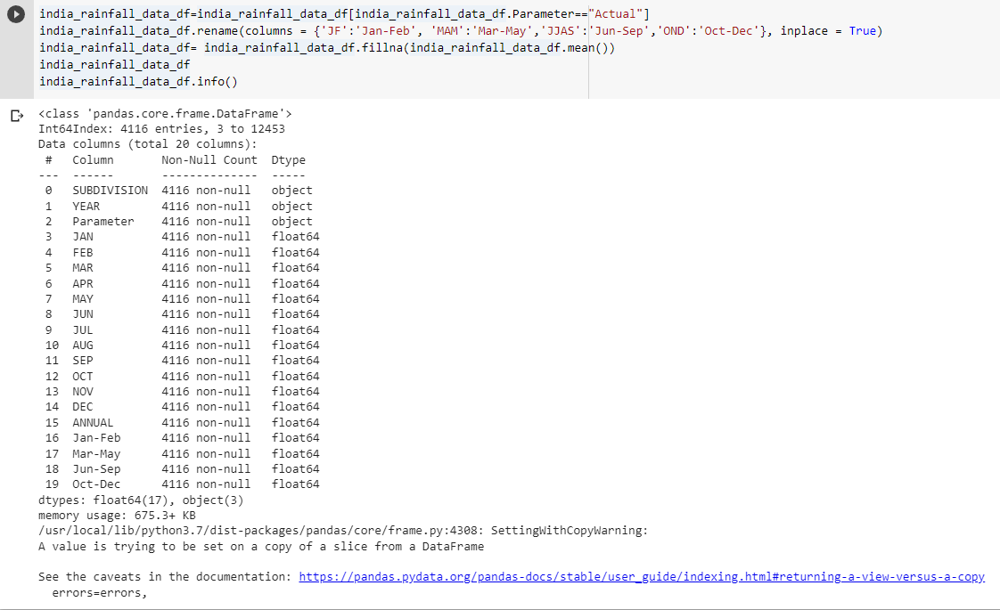 india_rainfall_data_df=india_rainfall_data_df[india_rainfall_data_df.Parameter=="Actual"]
india_rainfall_data_df.rename(columns = {'JF':'Jan-Feb', 'MAM':'Mar-May','JJAS':'Jun-Sep','OND':'Oct-Dec'}, inplace = True)
india_rainfall_data_df= india_rainfall_data_df.fillna(india_rainfall_data_df.mean())
india_rainfall_data_df
india_rainfall_data_df.info()
<class 'pandas.core.frame.DataFrame'>
Int64Index: 4116 entries, 3 to 12453
Data columns (total 20 columns):
 #   Column       Non-Null Count  Dtype
---  ------       --------------  -----
 0   SUBDIVISION  4116 non-null   object
 1   YEAR         4116 non-null   object
 2   Parameter    4116 non-null   object
 3   JAN          4116 non-null   float64
 4   FEB          4116 non-null   float64
 5   MAR          4116 non-null   float64
 6   APR          4116 non-null   float64
 7   MAY          4116 non-null   float64
 8   JUN          4116 non-null   float64
 9   JUL          4116 non-null   float64
 10  AUG          4116 non-null   float64
 11  SEP          4116 non-null   float64
 12  OCT          4116 non-null   float64
 13  NOV          4116 non-null   float64
 14  DEC          4116 non-null   float64
 15  ANNUAL       4116 non-null   float64
 16  Jan-Feb      4116 non-null   float64
 17  Mar-May      4116 non-null   float64
 18  Jun-Sep      4116 non-null   float64
 19  Oct-Dec      4116 non-null   float64
dtypes: float64(17), object(3)
memory usage: 675.3+ KB
/usr/local/lib/python3.7/dist-packages/pandas/core/frame.py:4308: SettingWithCopyWarning:
A value is trying to be set on a copy of a slice from a DataFrame
See the caveats in the documentation: https://pandas.pydata.org/pandas-docs/stable/user_guide/indexing.html#returning-a-view-versus-a-copy
  errors=errors,